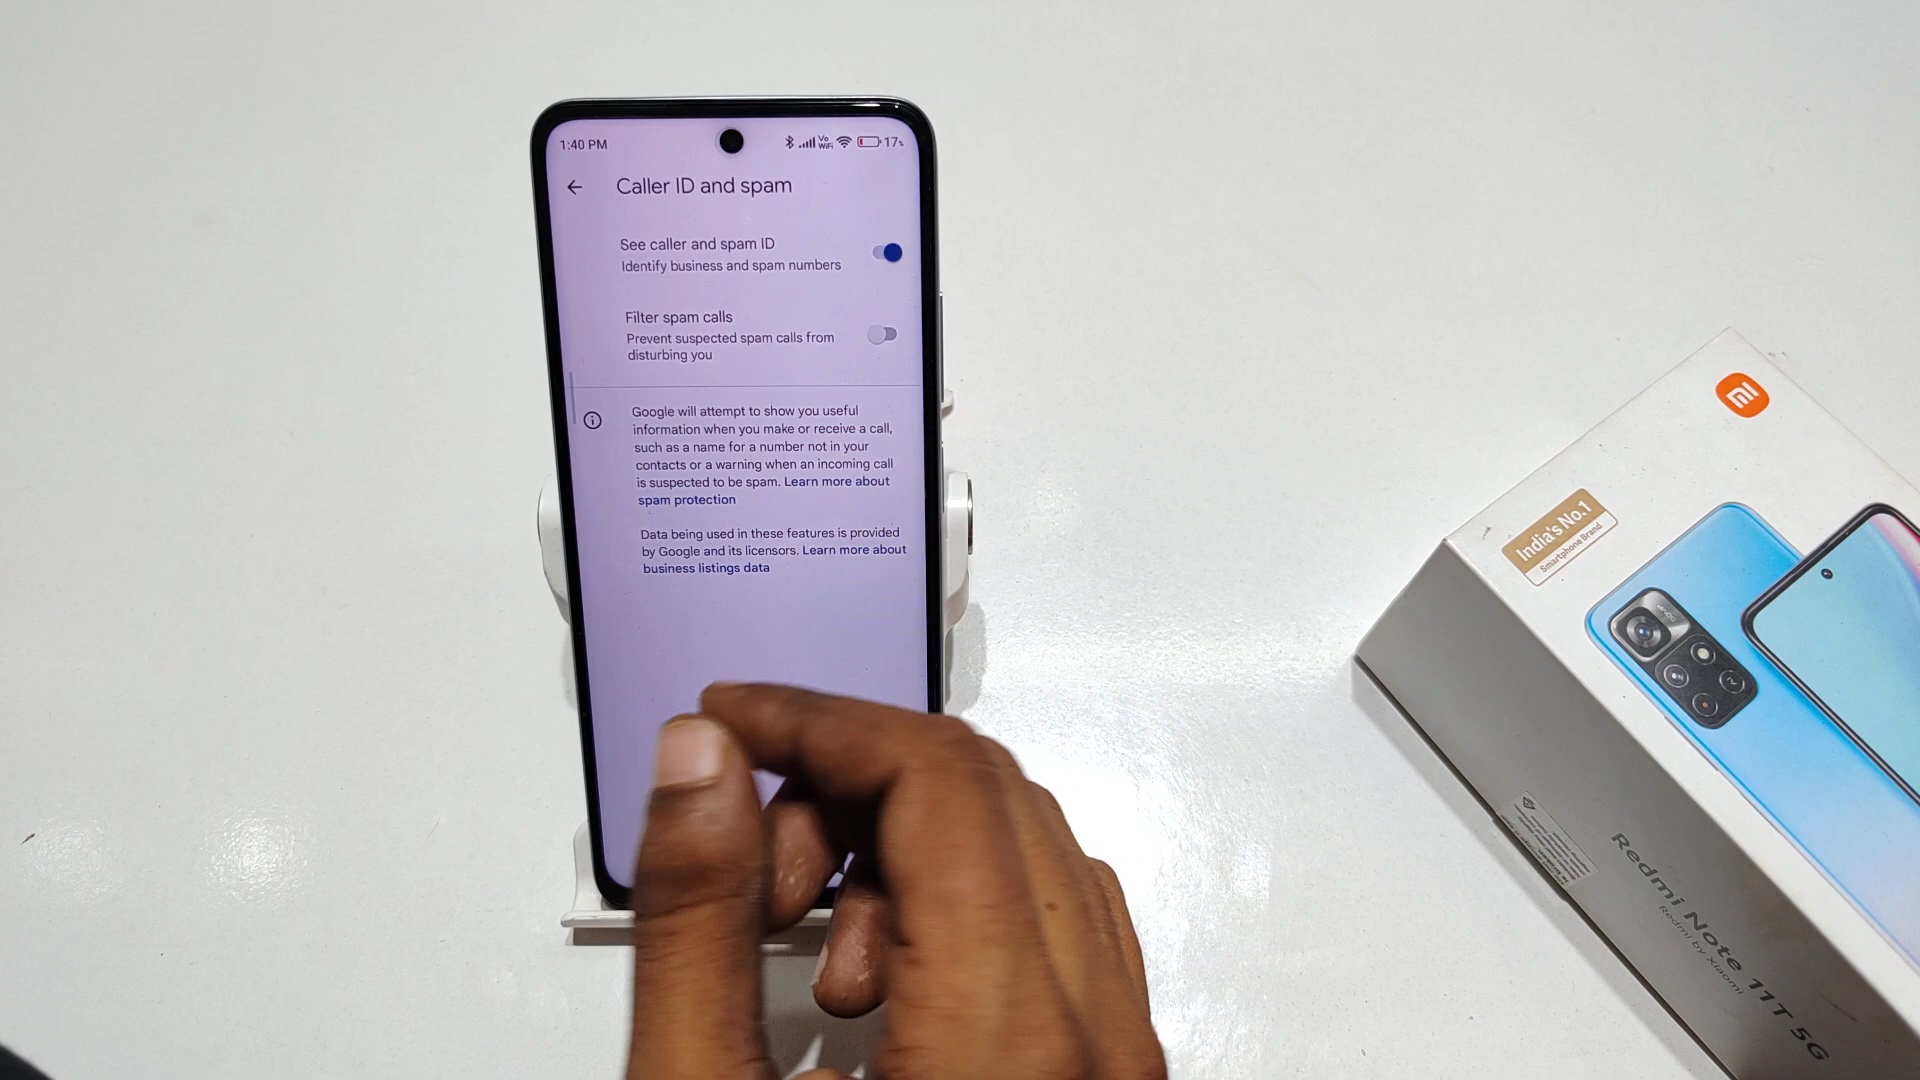 1:40 PM
Vo
WiFi
17%
Caller ID and spam
See caller and spam ID
Identify business and spam numbers
Filter spam calls
Prevent suspected spam calls from
disturbing you
Google will attempt to show you useful
information when you make or receive a call,
such as a name for a number not in your
contacts or a warning when an incoming call
is suspected to be spam. Learn more about
spam protection
Data being used in these features is provided
by Google and its licensors. Learn more about
business listings data
mi
India's No.1
Smartphone Brand
Redmi Note 11T 5G
Redmi by Xiaomi